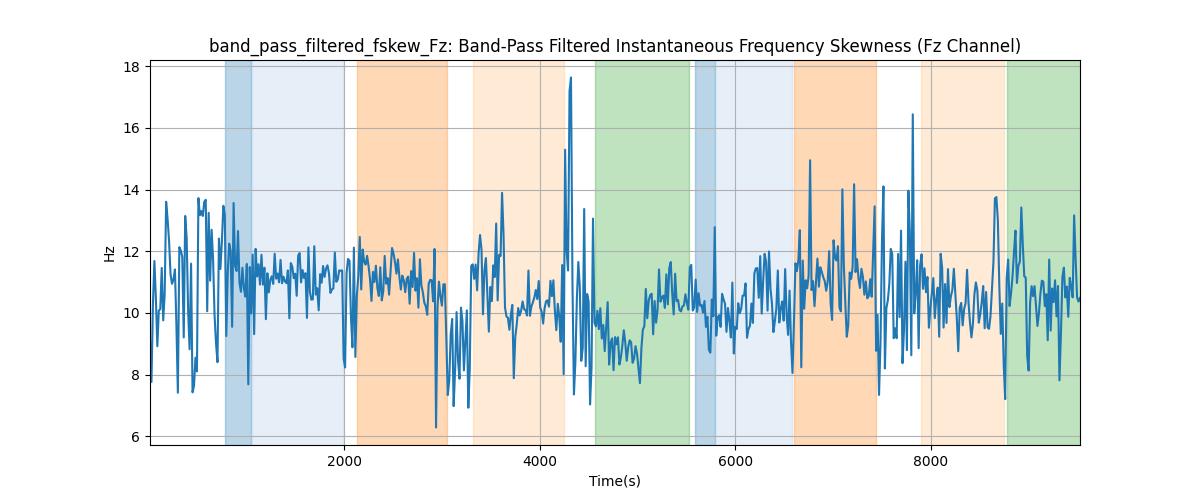 band_pass_filtered_fskew_Fz: Band-Pass Filtered Instantaneous Frequency Skewness (Fz Channel)
18
16
14
12
10
8
6
Hz
2000 4000 6000 8000
Time(s)